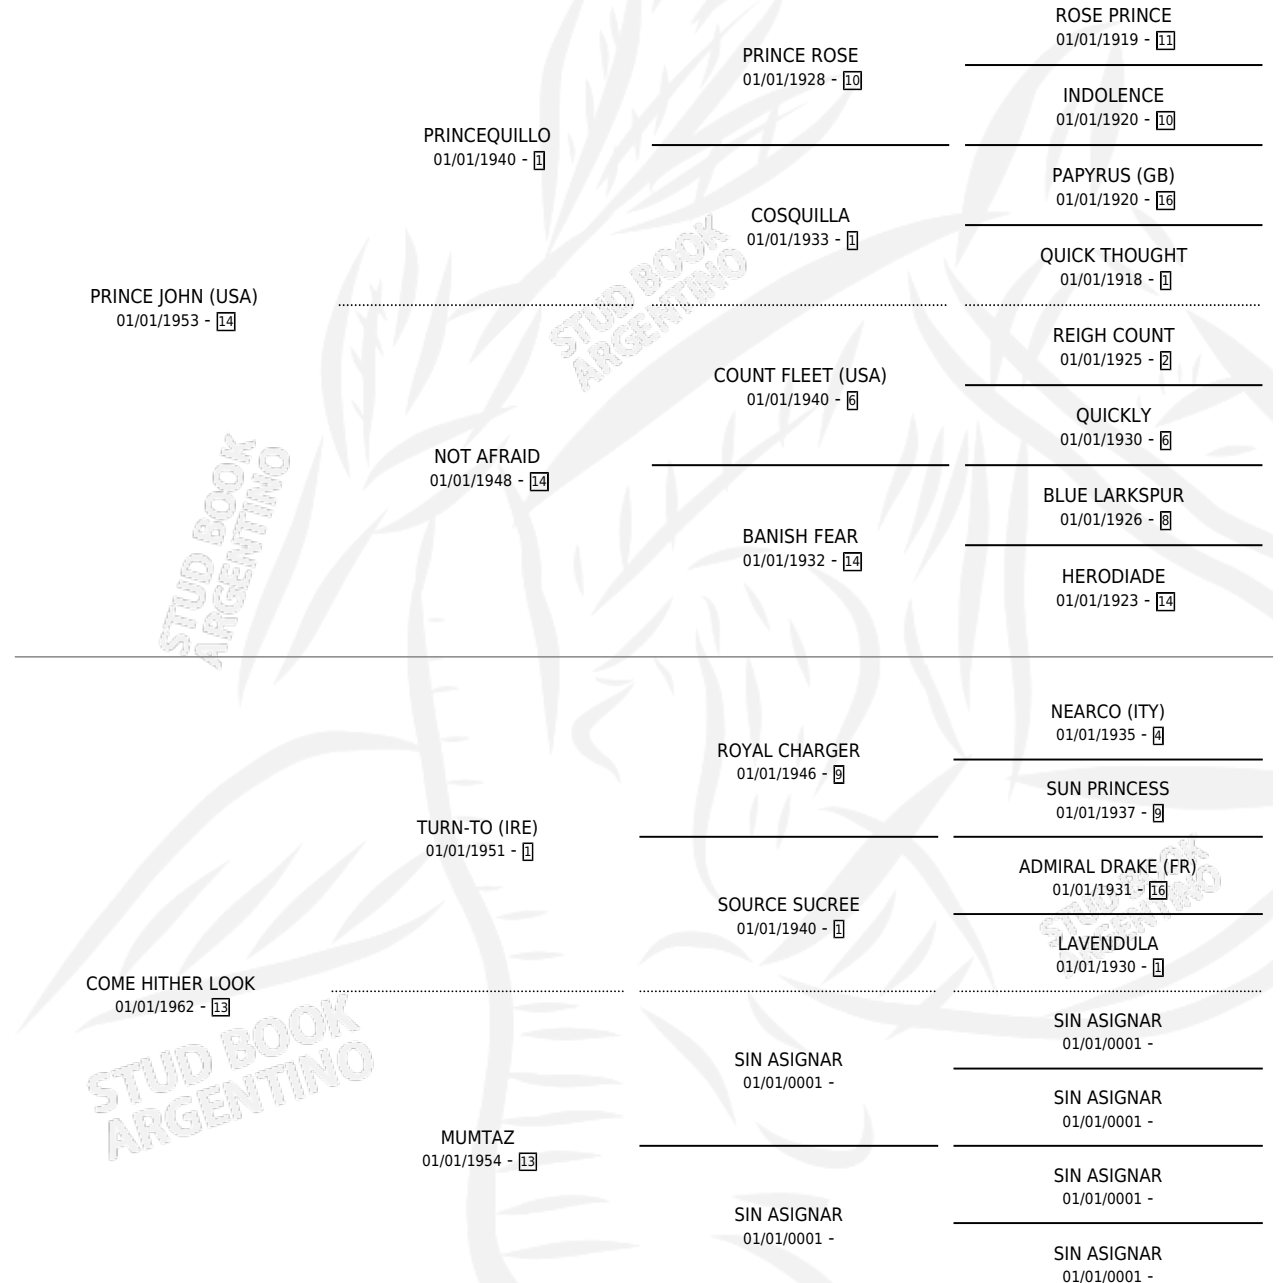 ROSE PRINCE
01/01/1919 - 11
PRINCE ROSE
01/01/1928 - 10
INDOLENCE
01/01/1920 - 10
PRINCEQUILLO
01/01/1940 - 1
PAPYRUS (GB)
01/01/1920 - 16
COSQUILLA
01/01/1933 - 1
QUICK THOUGHT
01/01/1918 - 1
PRINCE JOHN (USA)
01/01/1953 - 14
STUD BOOK
ARGENTINO
REIGH COUNT
01/01/1925 - 2
COUNT FLEET (USA)
01/01/1940 - 6
QUICKLY
01/01/1930 - 6
NOT AFRAID
01/01/1948 - 14
BLUE LARKSPUR
01/01/1926 - 8
BANISH FEAR
01/01/1932 - 14
HERODIADE
01/01/1923 - 14
STUD BOOK
ARGENTINO
NEARCO (ITY)
01/01/1935 - 4
ROYAL CHARGER
01/01/1946 - 9
SUN PRINCESS
01/01/1937 - 9
TURN-TO (IRE)
01/01/1951 - 1
ADMIRAL DRAKE (FR)
01/01/1931 - 16
STUD BOOK
ARGENTINO
SOURCE SUCREE
01/01/1940 - 1
LAVENDULA
01/01/1930 - 1
COME HITHER LOOK
01/01/1962 - 13
STUD BOOK
ARGENTINO
SIN ASIGNAR
01/01/0001 -
SIN ASIGNAR
01/01/0001 -
SIN ASIGNAR
01/01/0001 -
MUMTAZ
01/01/1954 - 13
SIN ASIGNAR
01/01/0001 -
SIN ASIGNAR
01/01/0001 -
SIN ASIGNAR
01/01/0001 -